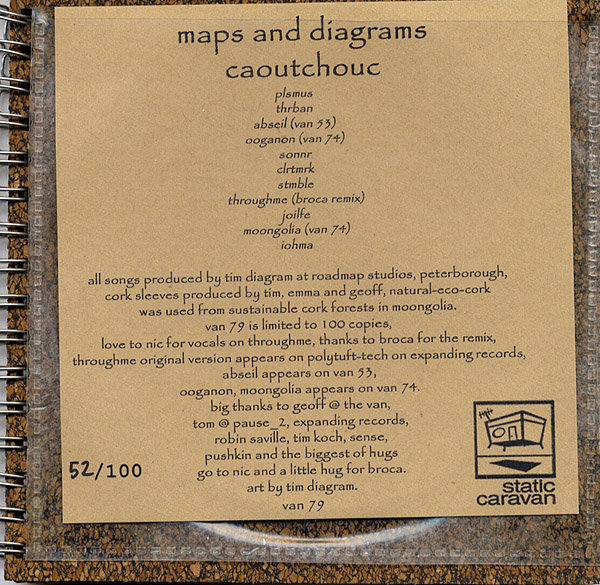 maps and diagrams
caoutchouc
plsmus
thrban
abseil (van 53)
ooganon (van 74)
sonnr
clrtmrk
stmble
throughme (broca remix)
joilfe
moongolia (van 74)
iohma
all songs produced by tim diagram at roadmap studios, peterborough,
cork sleeves produced by tim, emma and geoff, natural-eco-cork
was used from sustainable cork forests in moongolia.
van 79 is limited to 100 copies,
love to nic for vocals on throughme, thanks to broca for the remix,
throughme original version appears on polytuft-tech on expanding records,
abseil appears on van 53,
ooganon, moongolia appears on van 74.
big thanks to geoff @ the van,
tom @ pause_2, expanding records,
robin saville, tim koch, sense,
pushkin and the biggest of hugs
go to nic and a little hug for broca.
art by tim diagram.
van 79
52/100
static
caravan